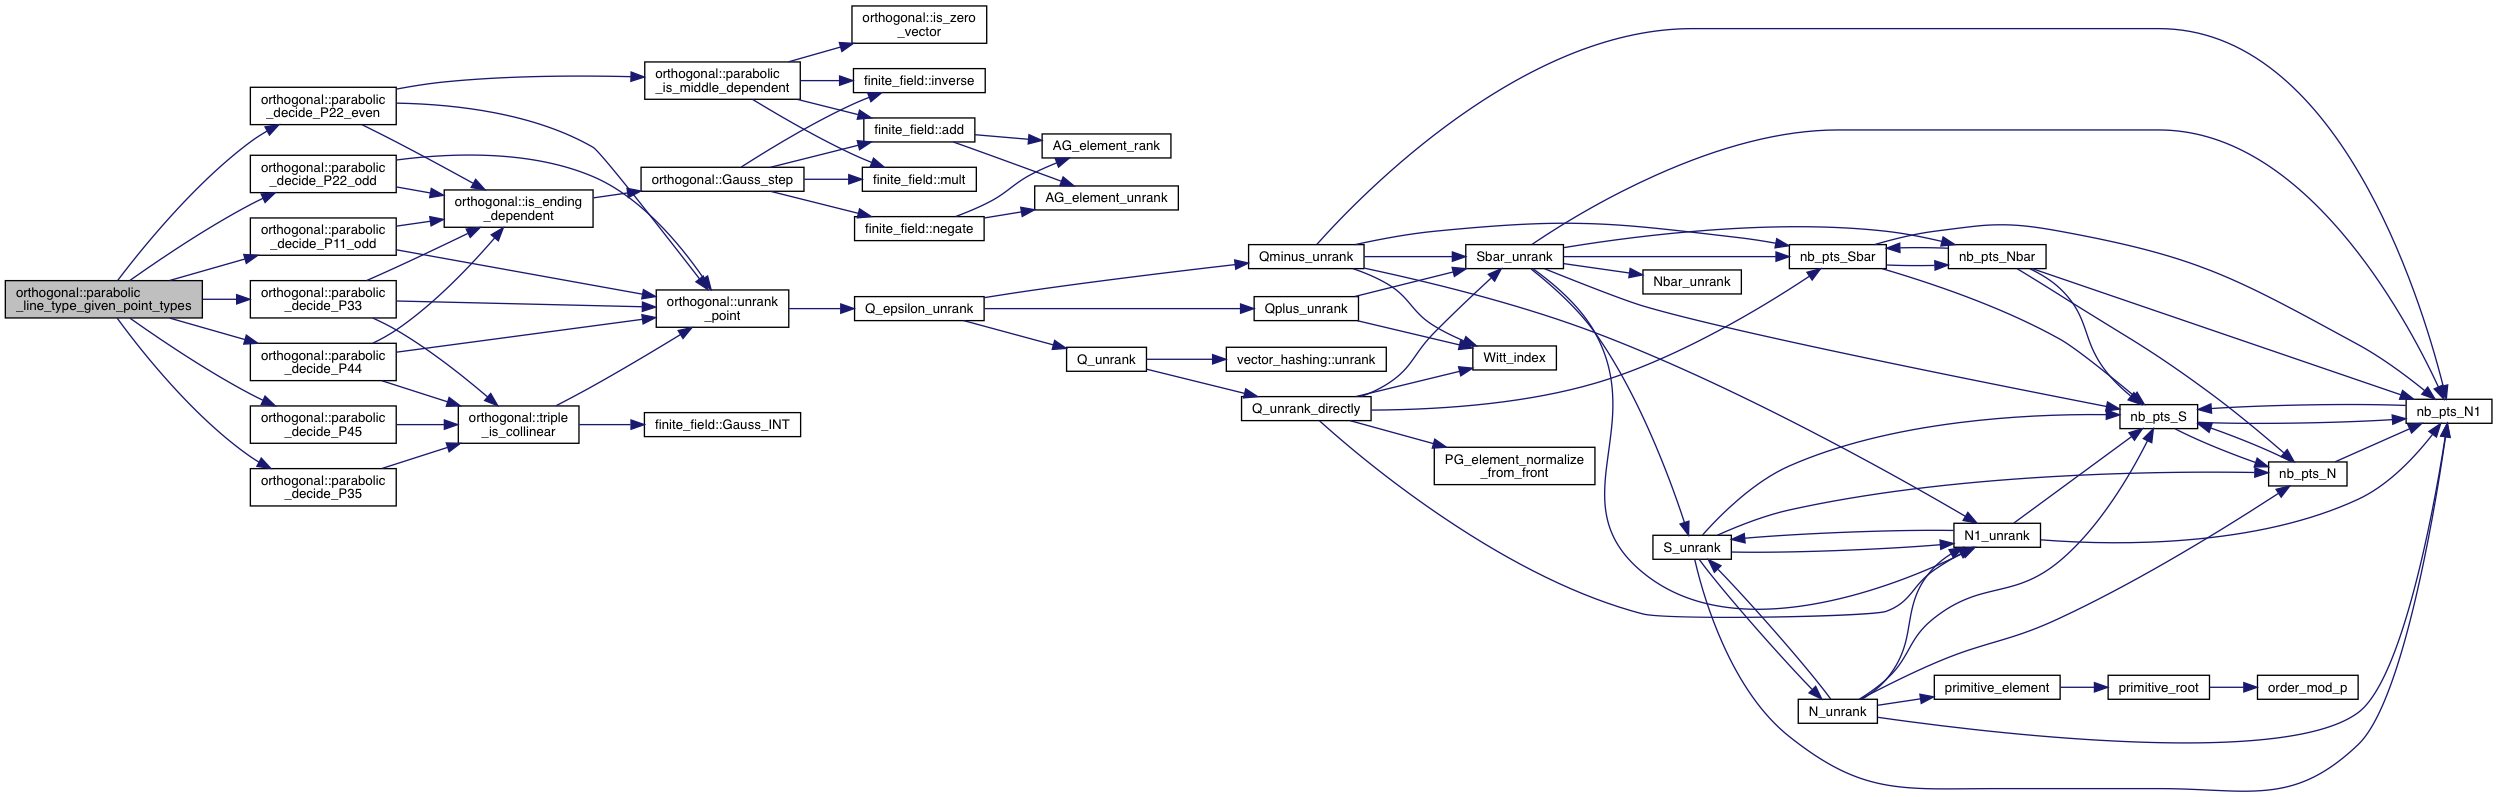 orthogonal::parabolic
_line_type_given_point_types
orthogonal::parabolic
_decide_P22_even
orthogonal::parabolic
_decide_P22_odd
orthogonal::parabolic
_decide_P11_odd
orthogonal::parabolic
_decide_P33
orthogonal::parabolic
_decide_P44
orthogonal::parabolic
_decide_P45
orthogonal::parabolic
_decide_P35
orthogonal::is_ending
_dependent
orthogonal::triple
_is_collinear
orthogonal::parabolic
_is_middle_dependent
orthogonal::Gauss_step
orthogonal::unrank
_point
finite_field::Gauss_INT
orthogonal::is_zero
_vector
finite_field::inverse
finite_field::add
finite_field::mult
finite_field::negate
Q_epsilon_unrank
AG_element_rank
AG_element_unrank
Q_unrank
Qminus_unrank
Qplus_unrank
vector_hashing::unrank
Q_unrank_directly
Sbar_unrank
Witt_index
PG_element_normalize
_from_front
Nbar_unrank
S_unrank
nb_pts_Sbar
N_unrank
nb_pts_Nbar
N1_unrank
primitive_element
nb_pts_S
primitive_root
nb_pts_N
order_mod_p
nb_pts_N1